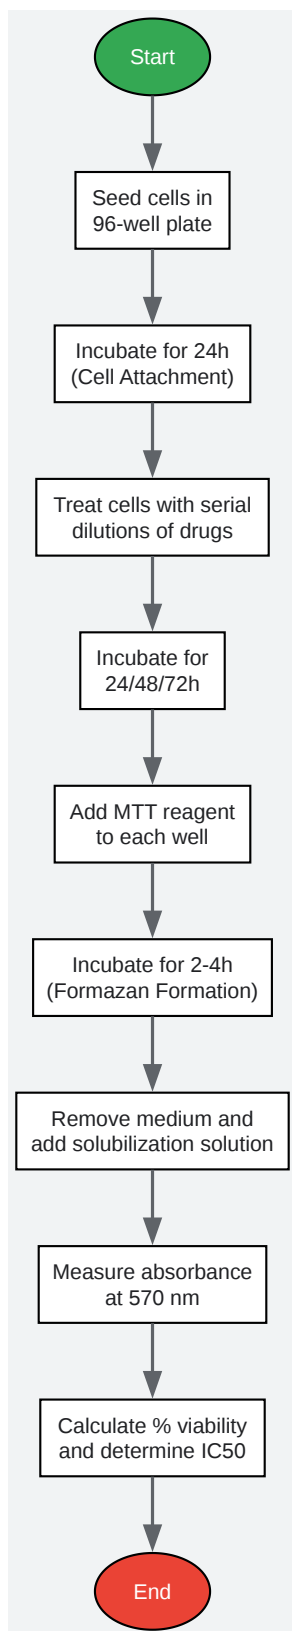 Start
Seed cells in
96-well plate
Incubate for 24h
(Cell Attachment)
Treat cells with serial
dilutions of drugs
Incubate for
24/48/72h
Add MTT reagent
to each well
Incubate for 2-4h
(Formazan Formation)
Remove medium and
add solubilization solution
Measure absorbance
at 570 nm
Calculate % viability
and determine IC50
End